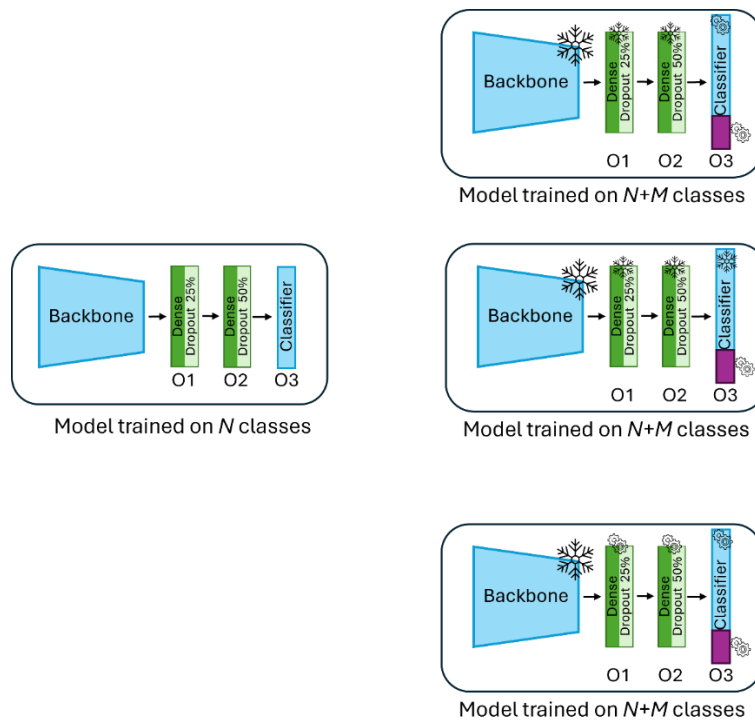 Backbone
Dense
Dropout 25%
Dense
Dropout 50%
Classifier
O1 O2 O3
Model trained on N+M classes
Backbone
Dense
Dropout 25%
Dense
Dropout 50%
Classifier
O1 O2 O3
Model trained on N classes
Backbone
Dense
Dropout 25%
Dense
Dropout 50%
Classifier
O1 O2 O3
Model trained on N+M classes
Backbone
Dense
Dropout 25%
Dense
Dropout 50%
Classifier
O1 O2 O3
Model trained on N+M classes